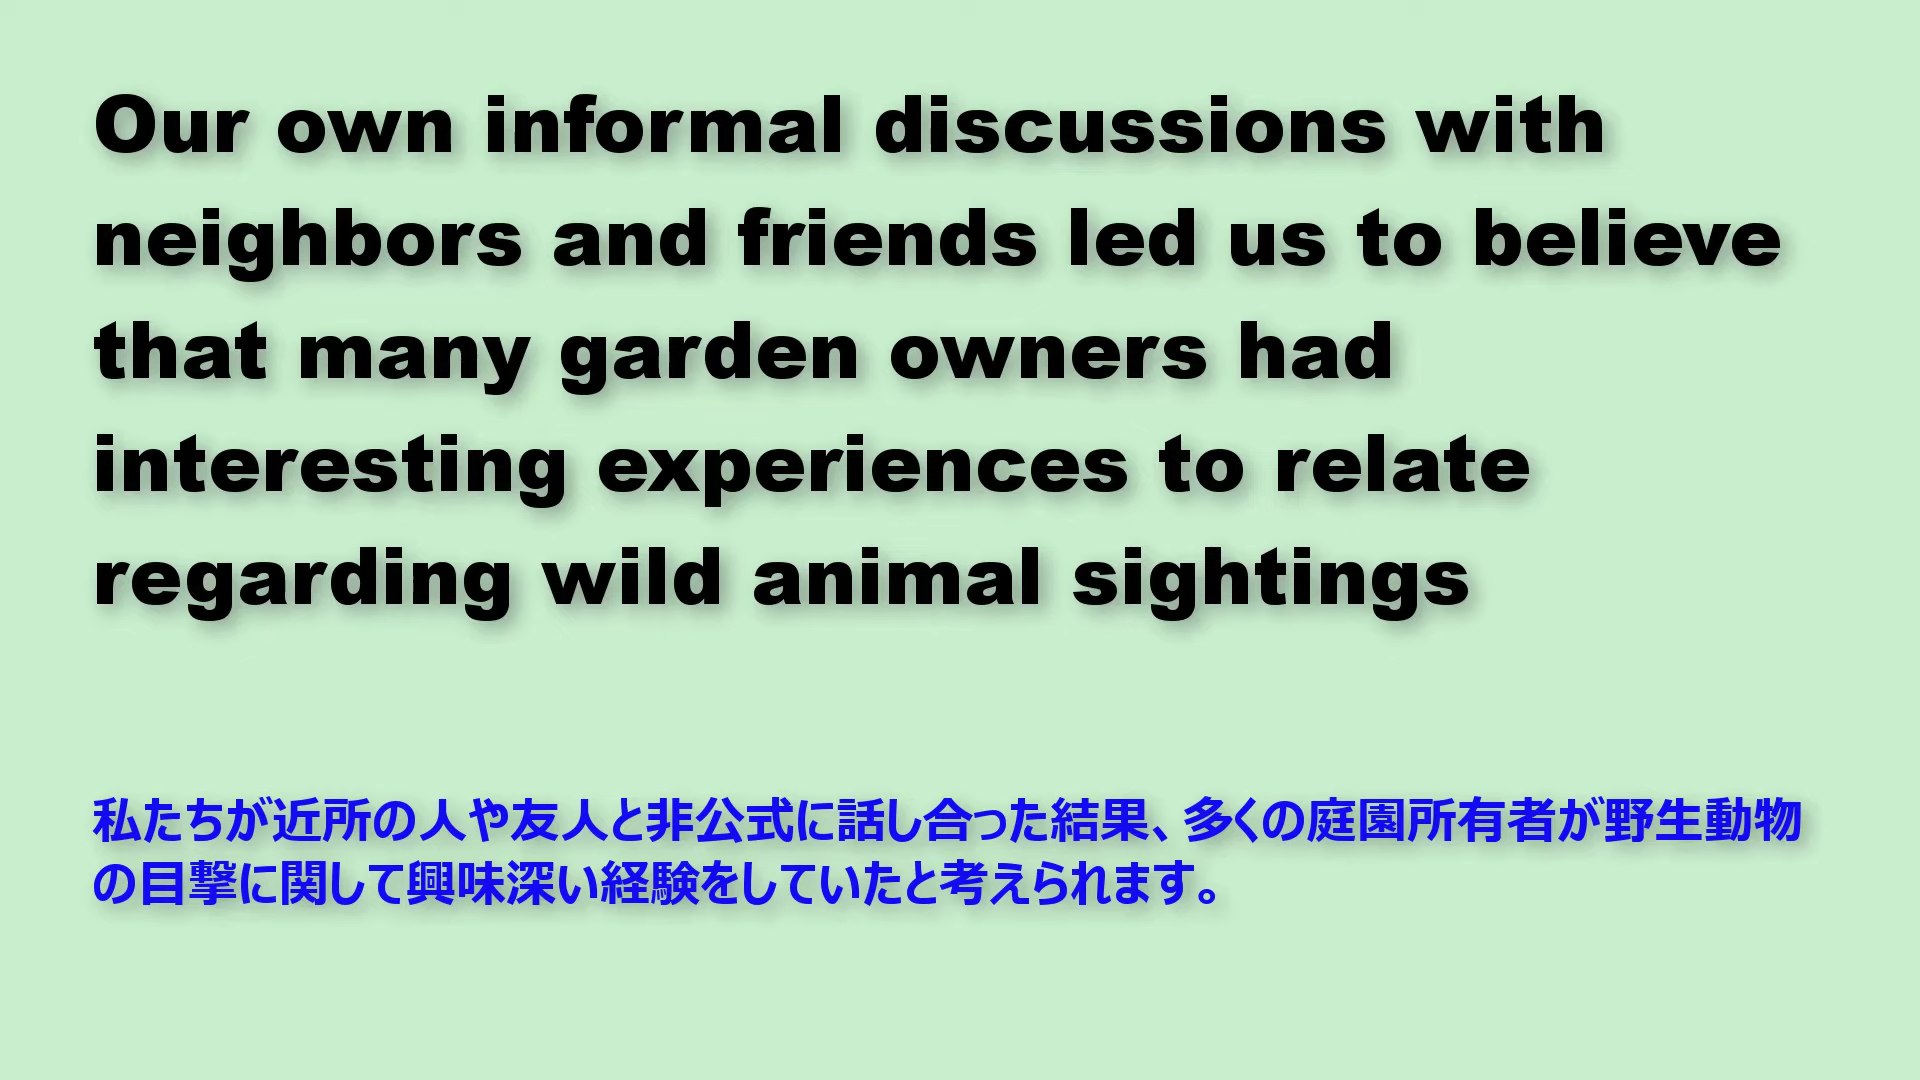 Our own informal discussions with
neighbors and friends led us to believe
that many garden owners had
interesting experiences to relate
regarding wild animal sightings
私たちが近所の人や友人と非公式に話し合った結果、多くの庭園所有者が野生動物
の目撃に関して興味深い経験をしていたと考えられます。